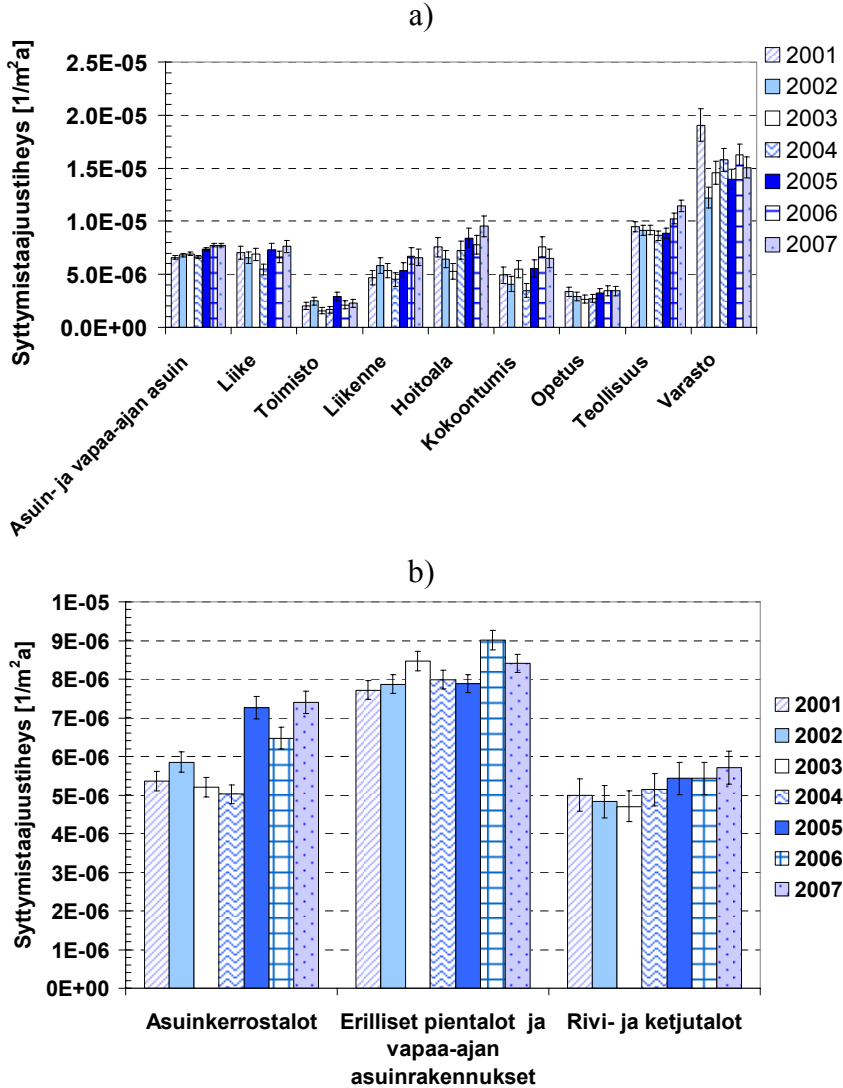 a)
Syttymistaajuustiheys [1/m²a]
2.5E-05
2.0E-05
1.5E-05
1.0E-05
5.0E-06
0.0E+00
Asuin- ja vapaa-ajan asuin
Liike
Toimisto
Liikenne
Hoitoala
Kokoontumis
Opetus
Teollisuus
Varasto
2001
2002
2003
2004
2005
2006
2007
b)
Syttymistaajuustiheys [1/m²a]
1E-05
9E-06
8E-06
7E-06
6E-06
5E-06
4E-06
3E-06
2E-06
1E-06
0E+00
Asuinkerrostalot
Erilliset pientalot ja
vapaa-ajan
asuinrakennukset
Rivi- ja ketjutalot
2001
2002
2003
2004
2005
2006
2007